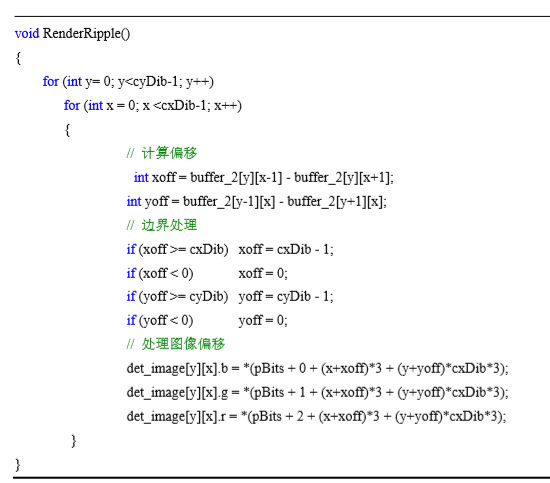 void RenderRipple()
{
for (int y= 0; y<cyDib-1; y++)
for (int x = 0; x <cxDib-1; x++)
{
// 计算偏移
int xoff = buffer_2[y][x-1] - buffer_2[y][x+1];
int yoff = buffer_2[y-1][x] - buffer_2[y+1][x];
// 边界处理
if (xoff >= cxDib) xoff = cxDib - 1;
if (xoff < 0) xoff = 0;
if (yoff >= cyDib) yoff = cyDib - 1;
if (yoff < 0) yoff = 0;
// 处理图像偏移
det_image[y][x].b = *(pBits + 0 + (x+xoff)*3 + (y+yoff)*cxDib*3);
det_image[y][x].g = *(pBits + 1 + (x+xoff)*3 + (y+yoff)*cxDib*3);
det_image[y][x].r = *(pBits + 2 + (x+xoff)*3 + (y+yoff)*cxDib*3);
}
}